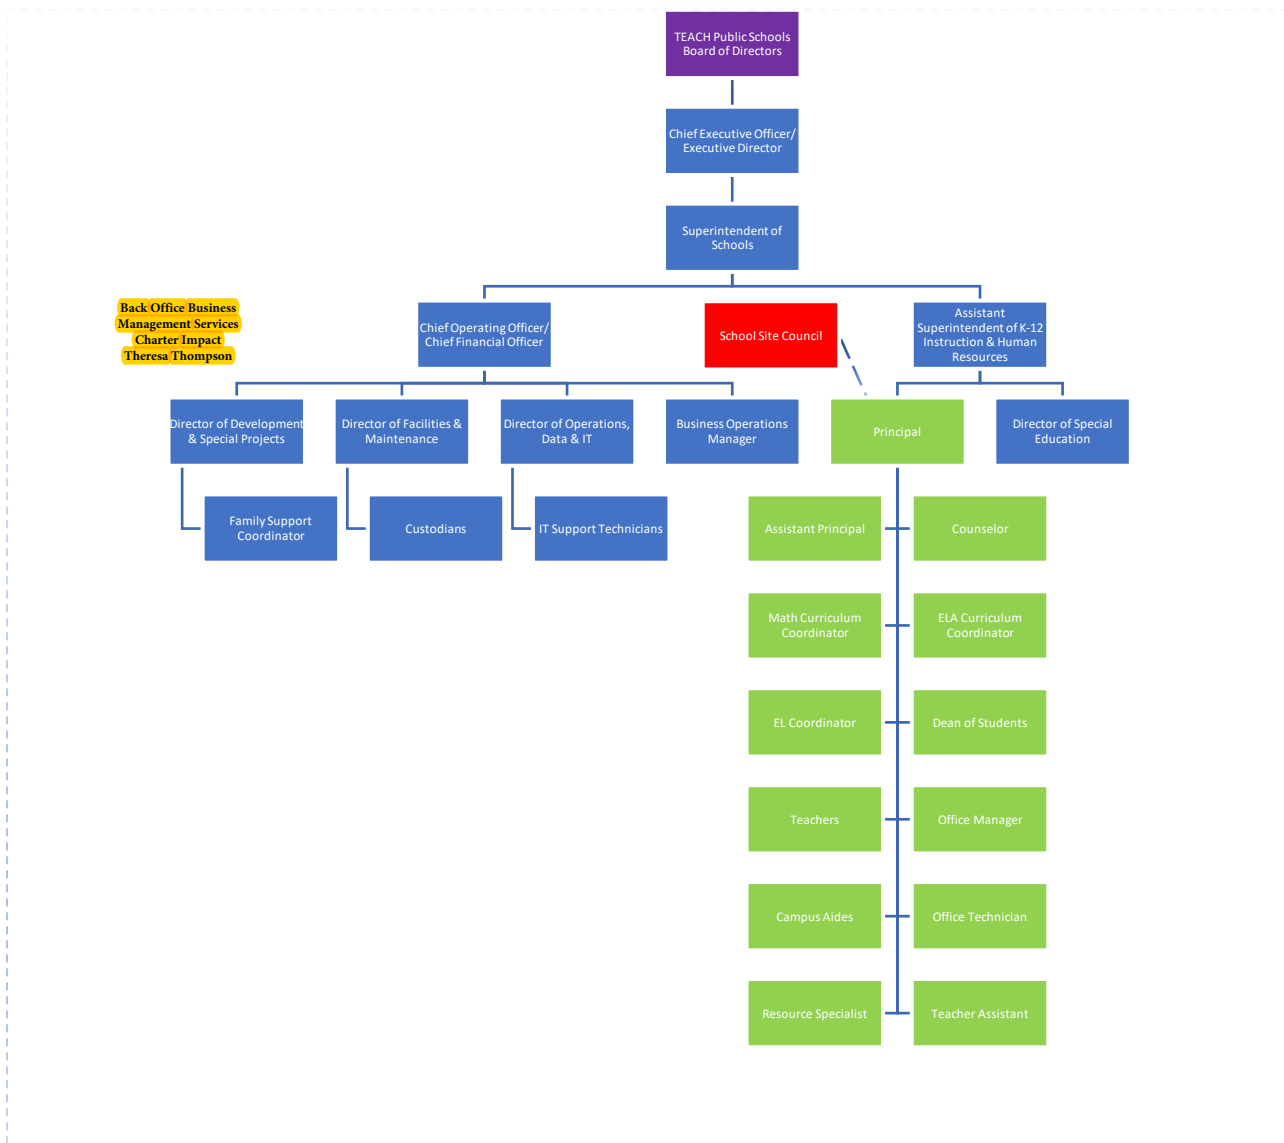 TEACH Public Schools
Board of Directors
Chief Executive Officer/
Executive Director
Superintendent of
Schools
Back Office Business
Management Services
Charter Impact
Theresa Thompson
Chief Operating Officer/
Chief Financial Officer
School Site Council
Assistant
Superintendent of K-12
Instruction & Human
Resources
Director of Development
& Special Projects
Director of Facilities &
Maintenance
Director of Operations,
Data & IT
Business Operations
Manager
Principal
Director of Special
Education
Family Support
Coordinator
Custodians
IT Support Technicians
Assistant Principal
Counselor
Math Curriculum
Coordinator
ELA Curriculum
Coordinator
EL Coordinator
Dean of Students
Teachers
Office Manager
Campus Aides
Office Technician
Resource Specialist
Teacher Assistant